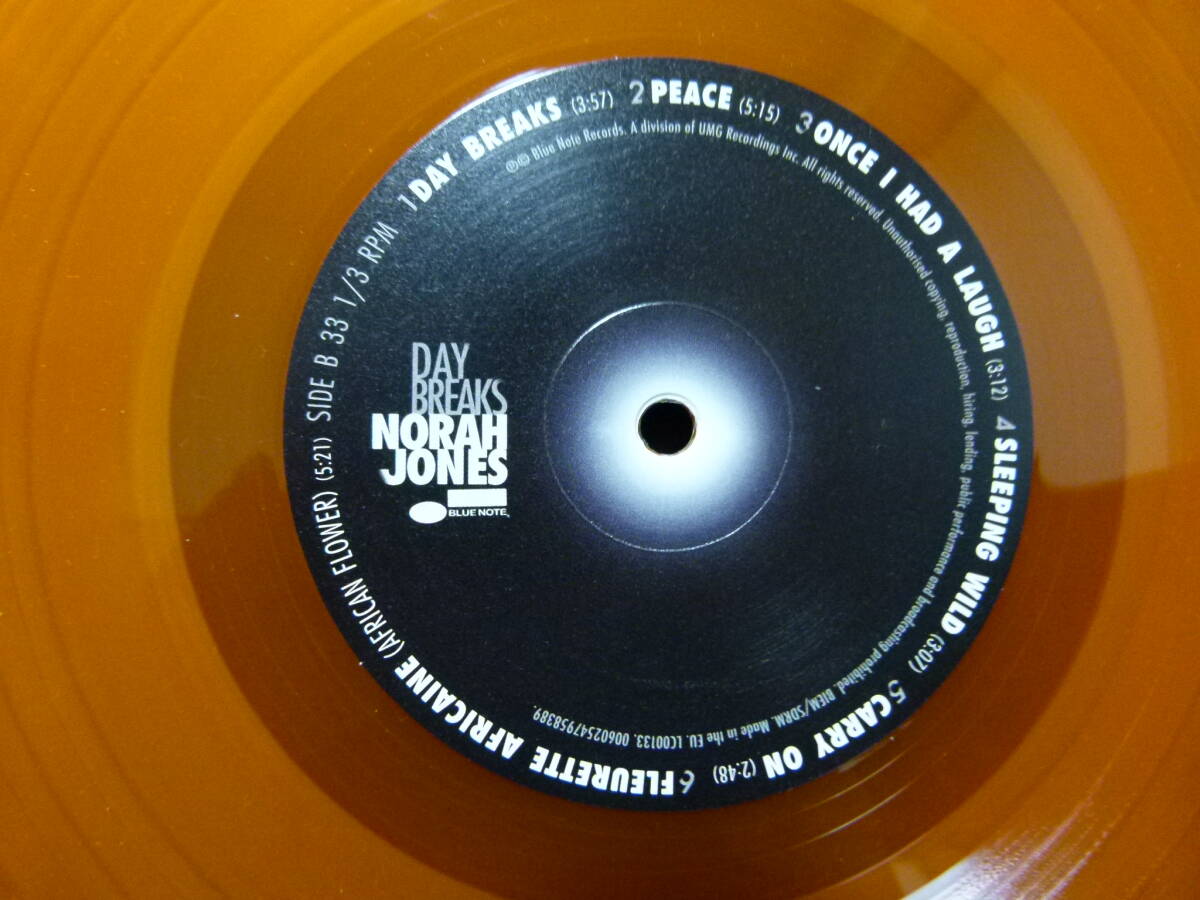 SIDE B 33 1/3 RPM
1 DAY BREAKS (3:57)
2 PEACE (5:15)
3 ONCE I HAD A LAUGH (3:12)
4 SLEEPING WILD (3:07)
5 CARRY ON (2:48)
6 FLEURETTE AFRICAINE (AFRICAN FLOWER) (5:21)
℗© Blue Note Records. A division of UMG Recordings Inc. All rights reserved. Unauthorised copying, reproduction, hiring, lending, public performance and broadcasting prohibited. BIEM/SDRM. Made in the EU. LC00133. 00602547958389.
DAY
BREAKS
NORAH
JONES
BLUE NOTE